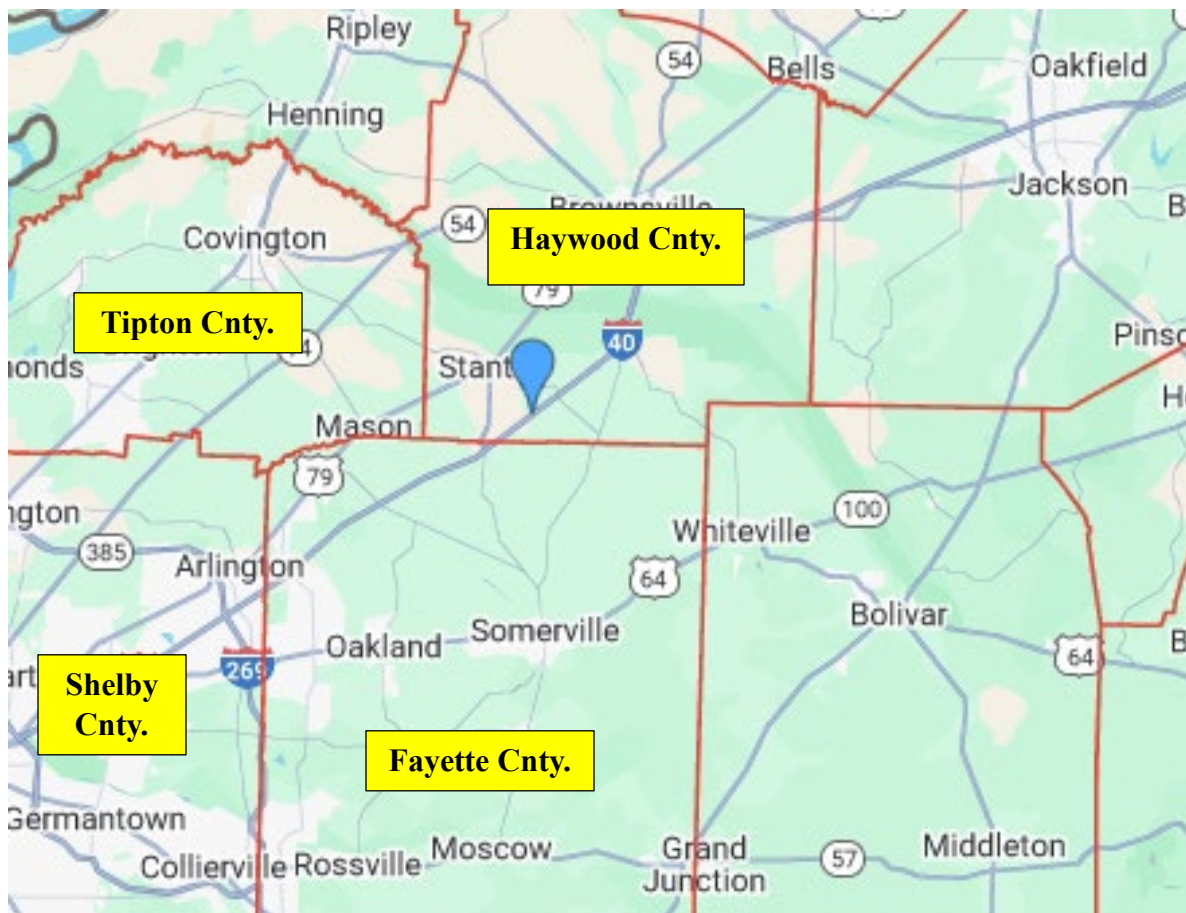 Ripley
54
Bells
Oakfield
Henning
Jackson
54
Haywood Cnty.
Covington
79
Tipton Cnty.
40
Stant
Mason
79
100
Whiteville
385
Arlington
64
Bolivar
Somerville
Oakland
64
269
Shelby
Cnty.
Fayette Cnty.
Germantown
Moscow
Grand
Junction
57
Middleton
Collierville
Rossville